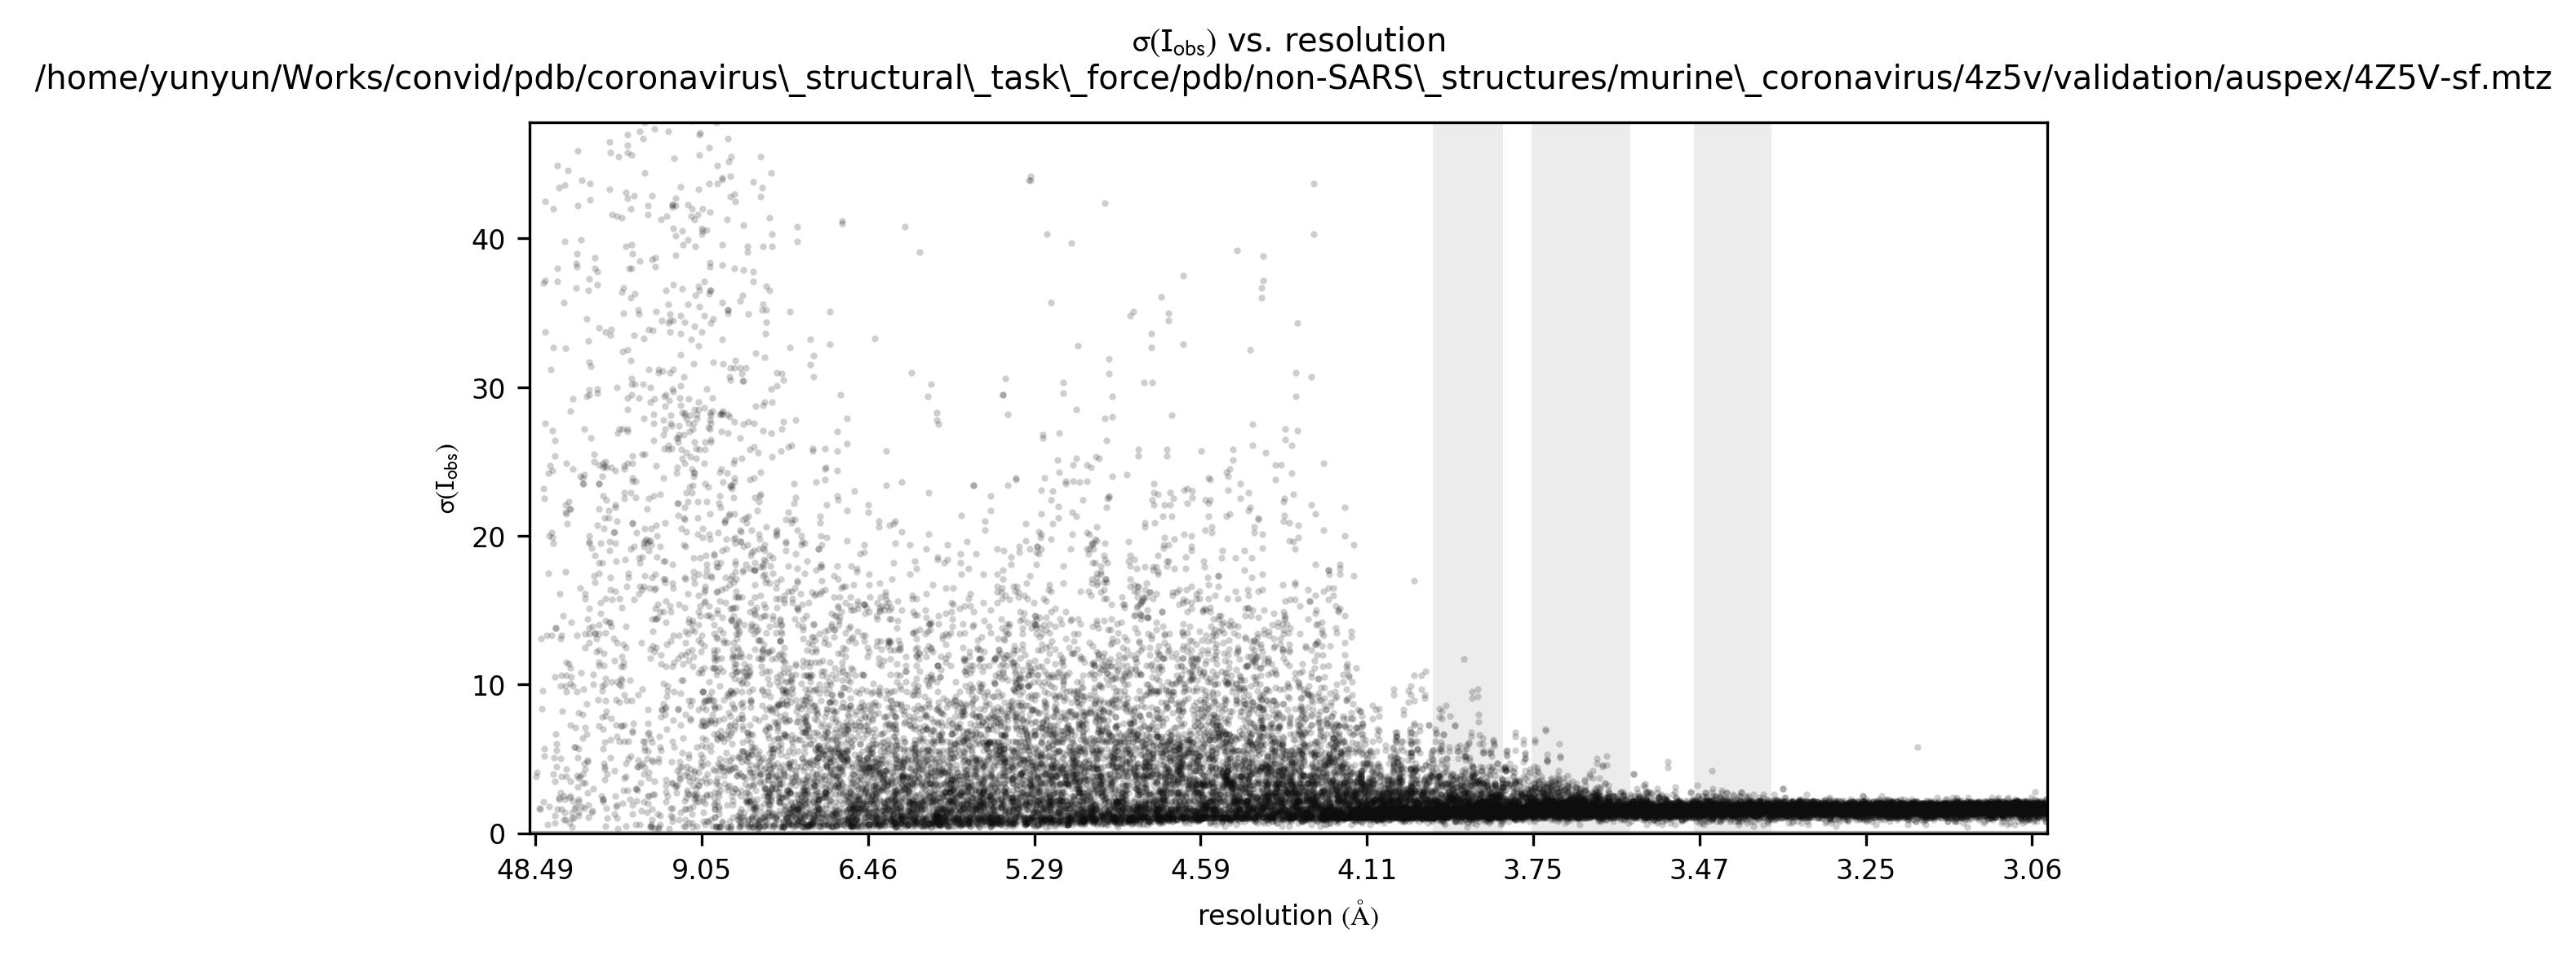 σ(I_obs) vs. resolution
/home/yunyun/Works/convid/pdb/coronavirus\_structural\_task\_force/pdb/non-SARS\_structures/murine\_coronavirus/4z5v/validation/auspex/4Z5V-sf.mtz
σ(I_obs)
40
30
20
10
0
48.49 9.05 6.46 5.29 4.59 4.11 3.75 3.47 3.25 3.06
resolution (Å)